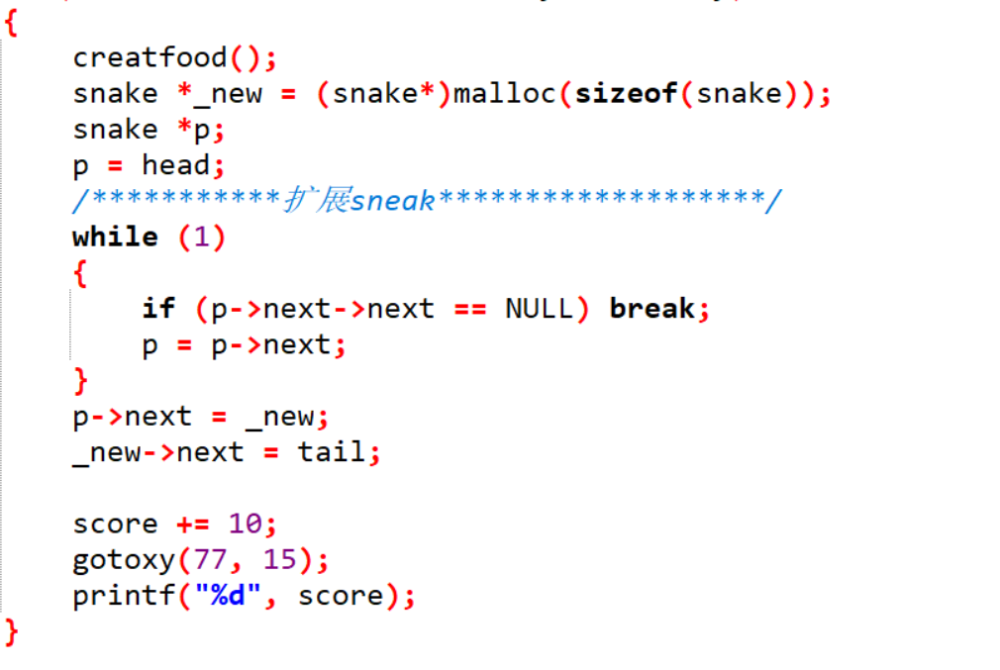 {
creatfood();
snake *_new = (snake*)malloc(sizeof(snake));
snake *p;
p = head;
/***********扩展sneak*******************/
while (1)
{
if (p->next->next == NULL) break;
p = p->next;
}
p->next = _new;
_new->next = tail;
score += 10;
gotoxy(77, 15);
printf("%d", score);
}